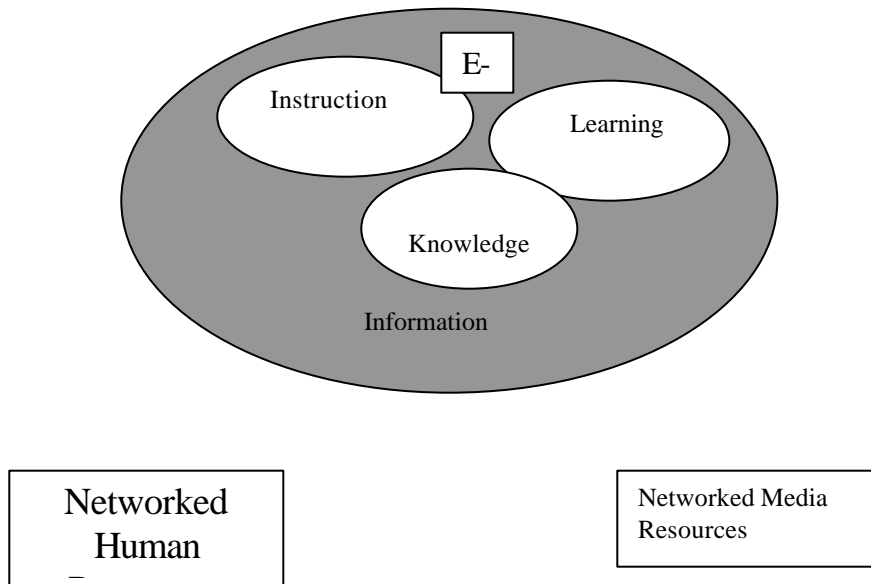 E-
Instruction
Learning
Knowledge
Information
Networked
Human
Networked Media
Resources